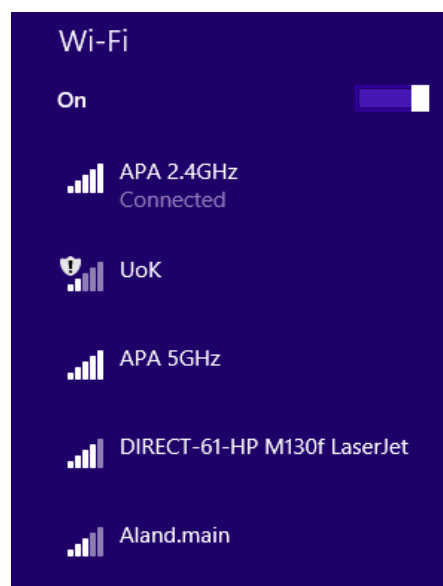 Wi-Fi
On
APA 2.4GHz
Connected
UoK
APA 5GHz
DIRECT-61-HP M130f LaserJet
Aland.main